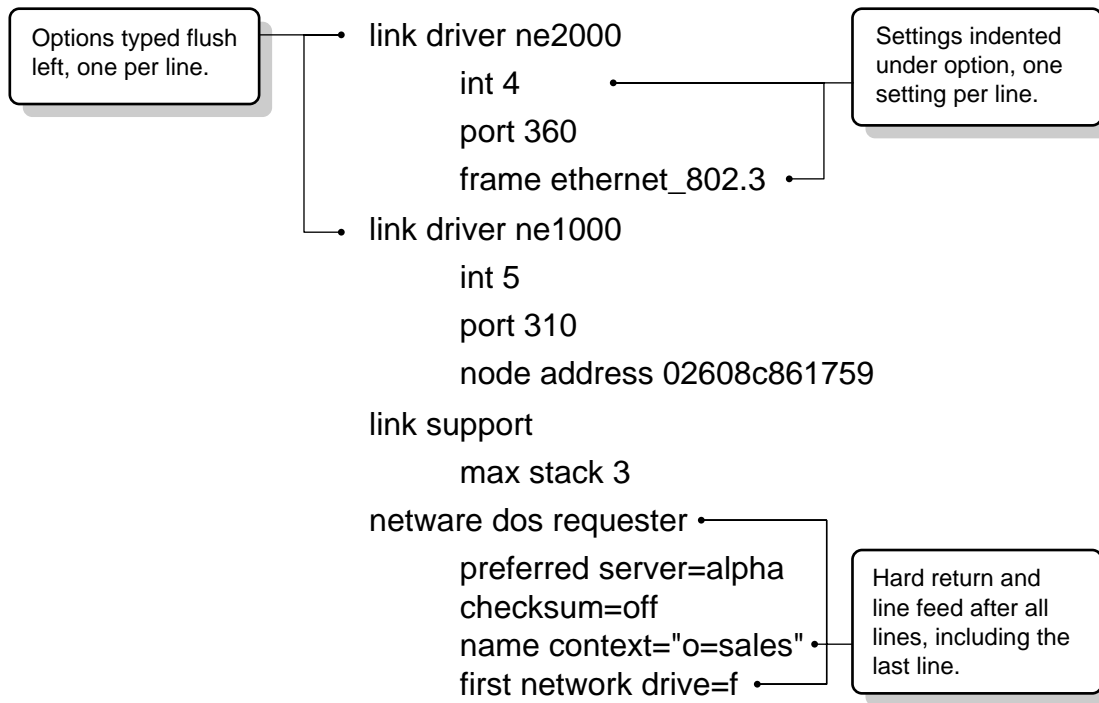 Options typed flush
left, one per line.
link driver ne2000
int 4
port 360
frame ethernet_802.3
Settings indented
under option, one
setting per line.
link driver ne1000
int 5
port 310
node address 02608c861759
link support
max stack 3
netware dos requester
preferred server=alpha
checksum=off
name context="o=sales"
first network drive=f
Hard return and
line feed after all
lines, including the
last line.